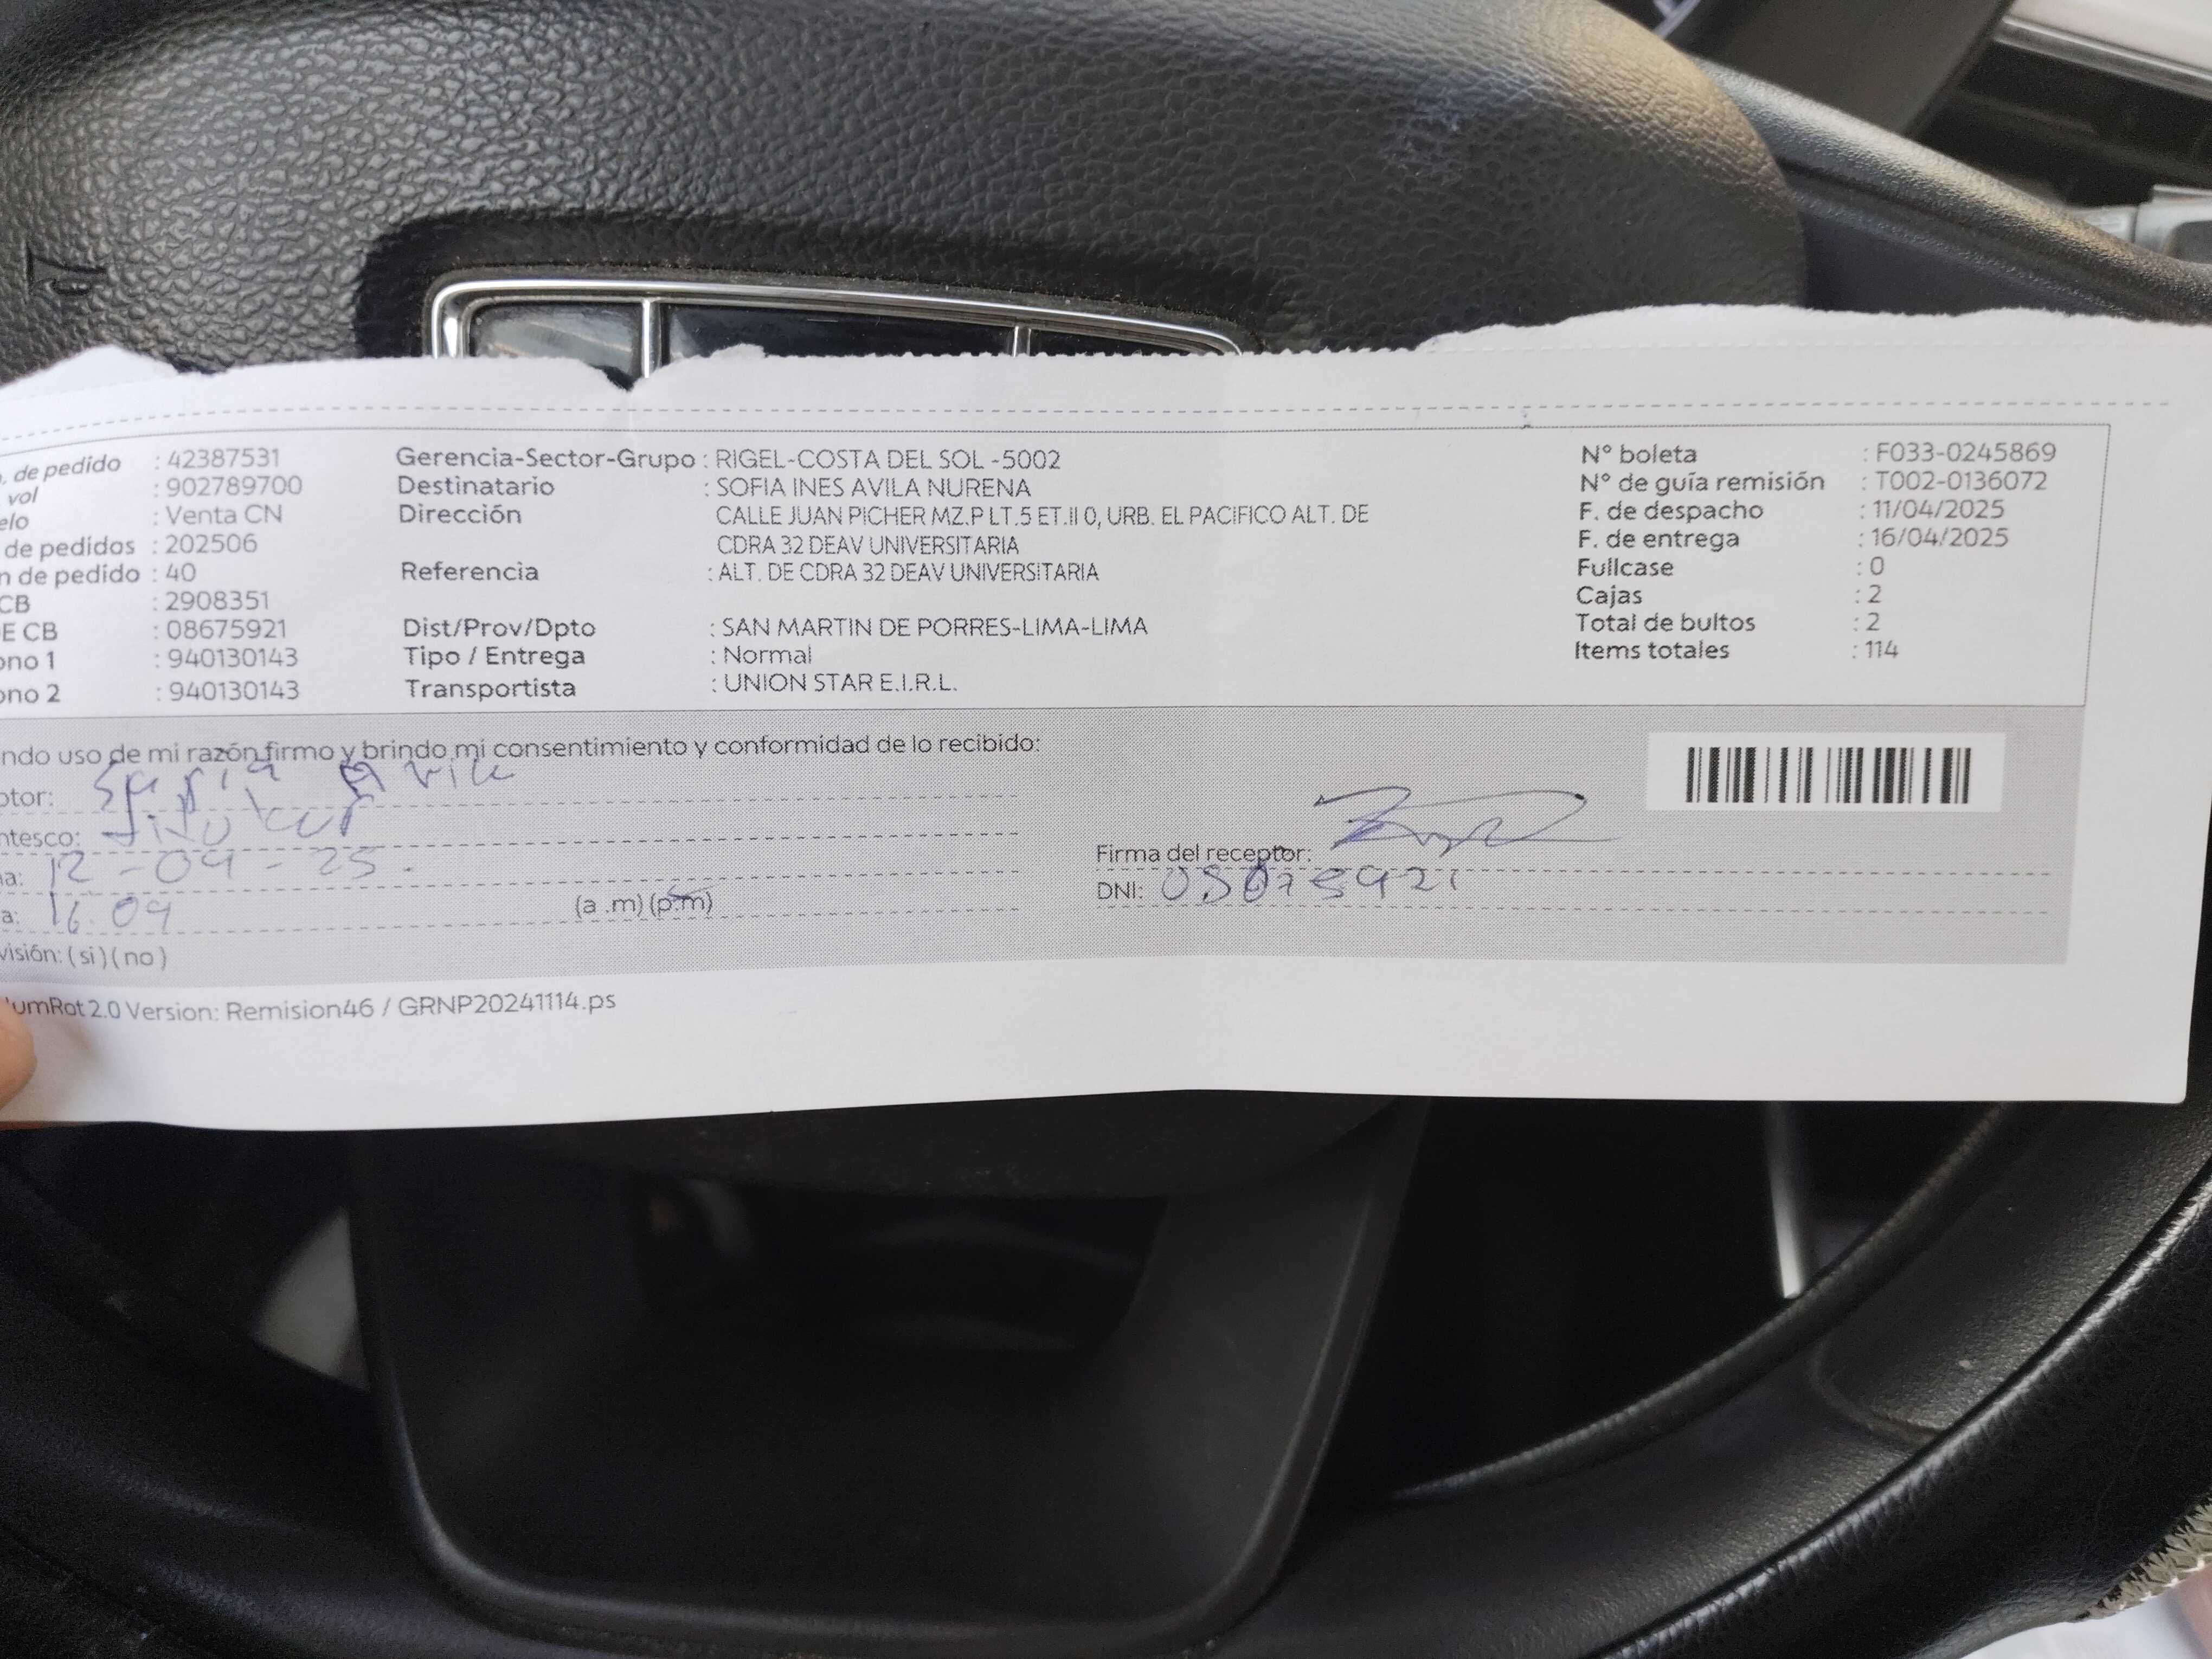 . de pedido : 42387531 Gerencia-Sector-Grupo : RIGEL-COSTA DEL SOL -5002 N° boleta : F033-0245869
vol : 902789700 Destinatario : SOFIA INES AVILA NURENA N° de guía remisión : T002-0136072
elo : Venta CN Dirección CALLE JUAN PICHER MZ.P LT.5 ET.II 0, URB. EL PACIFICO ALT. DE F. de despacho : 11/04/2025
de pedidos : 202506 CDRA 32 DEAV UNIVERSITARIA F. de entrega : 16/04/2025
n de pedido : 40 Referencia : ALT. DE CDRA 32 DEAV UNIVERSITARIA Fullcase : 0
CB : 2908351 Cajas : 2
E CB : 08675921 Dist/Prov/Dpto : SAN MARTIN DE PORRES-LIMA-LIMA Total de bultos : 2
ono 1 : 940130143 Tipo / Entrega : Normal Items totales : 114
ono 2 : 940130143 Transportista : UNION STAR E.I.R.L.
ndo uso de mi razón firmo y brindo mi consentimiento y conformidad de lo recibido:
ptor: Sofia Avila
ntesco: Titular
Firma del receptor:
na: 12-04-25.
DNI: 08675921
a: 16.09 (a .m) (p.m)
visión: (si) (no)
umRot 2.0 Version: Remision46 / GRNP20241114.ps